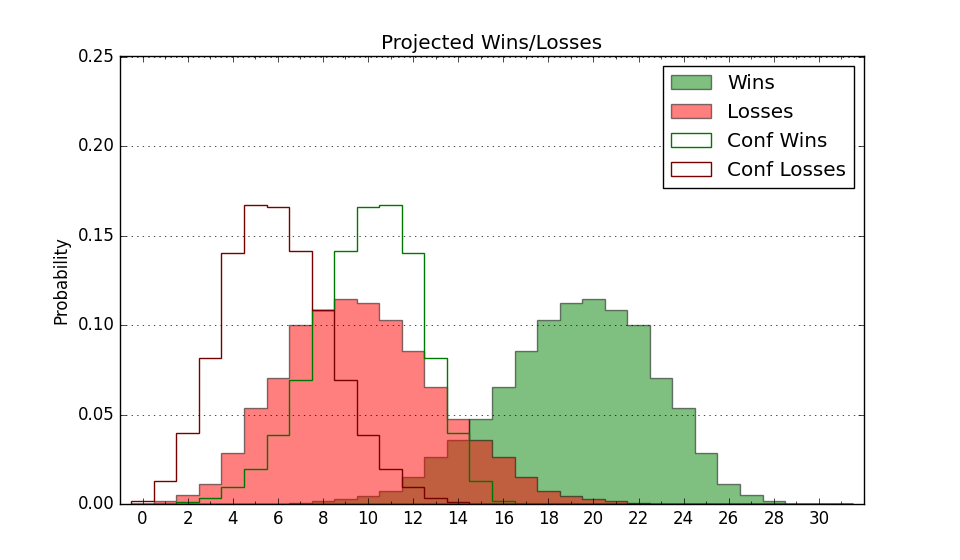 Projected Wins/Losses
0.25
0.20
0.15
0.10
0.05
0.00
Probability
Wins
Losses
Conf Wins
Conf Losses
0 2 4 6 8 10 12 14 16 18 20 22 24 26 28 30